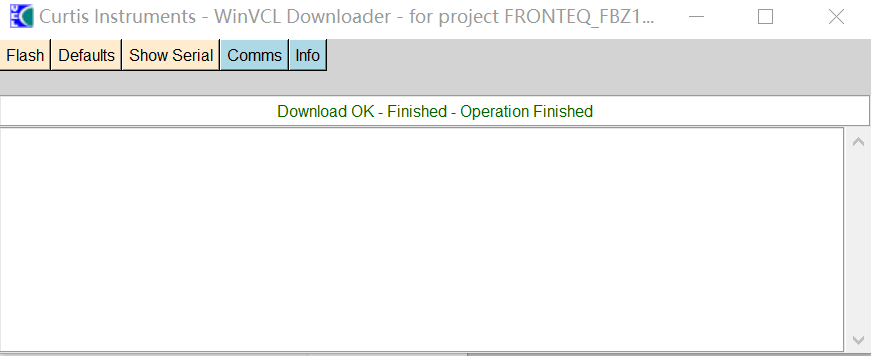 Curtis Instruments - WinVCL Downloader - for project FRONTEQ_FBZ1...
Flash Defaults Show Serial Comms Info
Download OK - Finished - Operation Finished